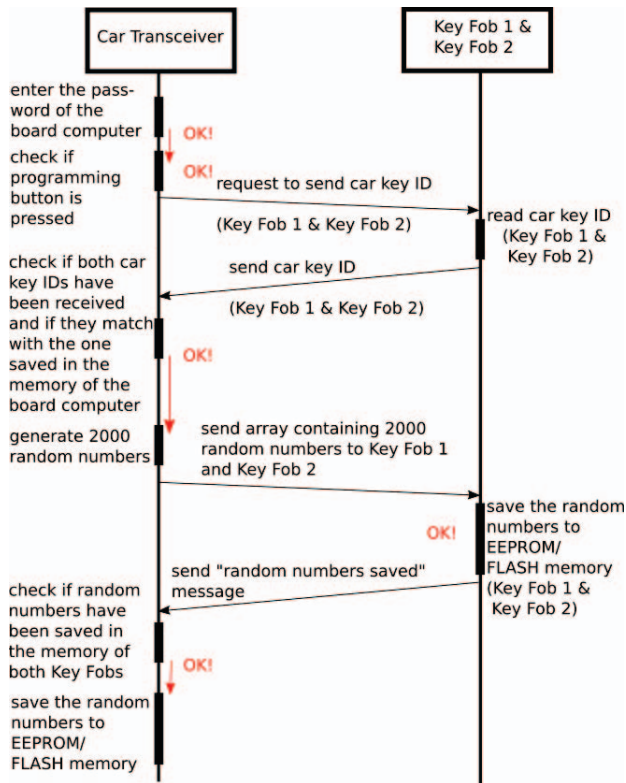 Car Transceiver
Key Fob 1 &
Key Fob 2
enter the pass-
word of the
board computer
OK!
check if
programming
button is
pressed
OK!
request to send car key ID
(Key Fob 1 & Key Fob 2)
read car key ID
(Key Fob 1 &
Key Fob 2)
send car key ID
(Key Fob 1 & Key Fob 2)
check if both car
key IDs have
been received
and if they match
with the one
saved in the
memory of the
board computer
OK!
generate 2000
random numbers
send array containing 2000
random numbers to Key Fob 1
and Key Fob 2
OK!
save the random
numbers to
EEPROM/
FLASH memory
(Key Fob 1 &
Key Fob 2)
send "random numbers saved"
message
check if random
numbers have
been saved in
the memory of
both Key Fobs
OK!
save the random
numbers to
EEPROM/
FLASH memory